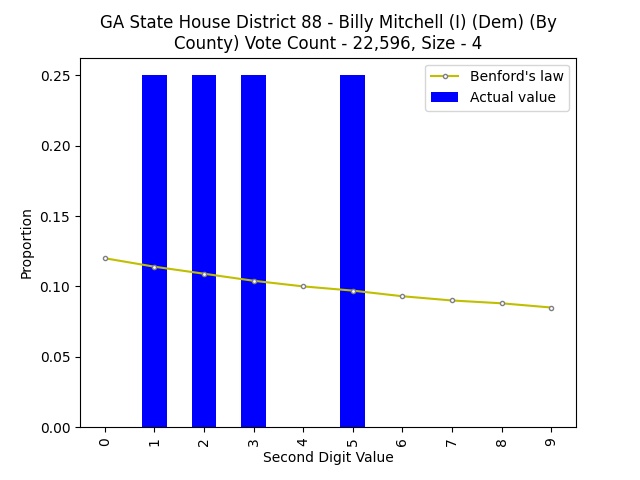 GA State House District 88 - Billy Mitchell (I) (Dem) (By
County) Vote Count - 22,596, Size - 4
Benford's law
Actual value
0.25
0.20
0.15
0.10
0.05
0.00
Proportion
0 1 2 3 4 5 6 7 8 9
Second Digit Value